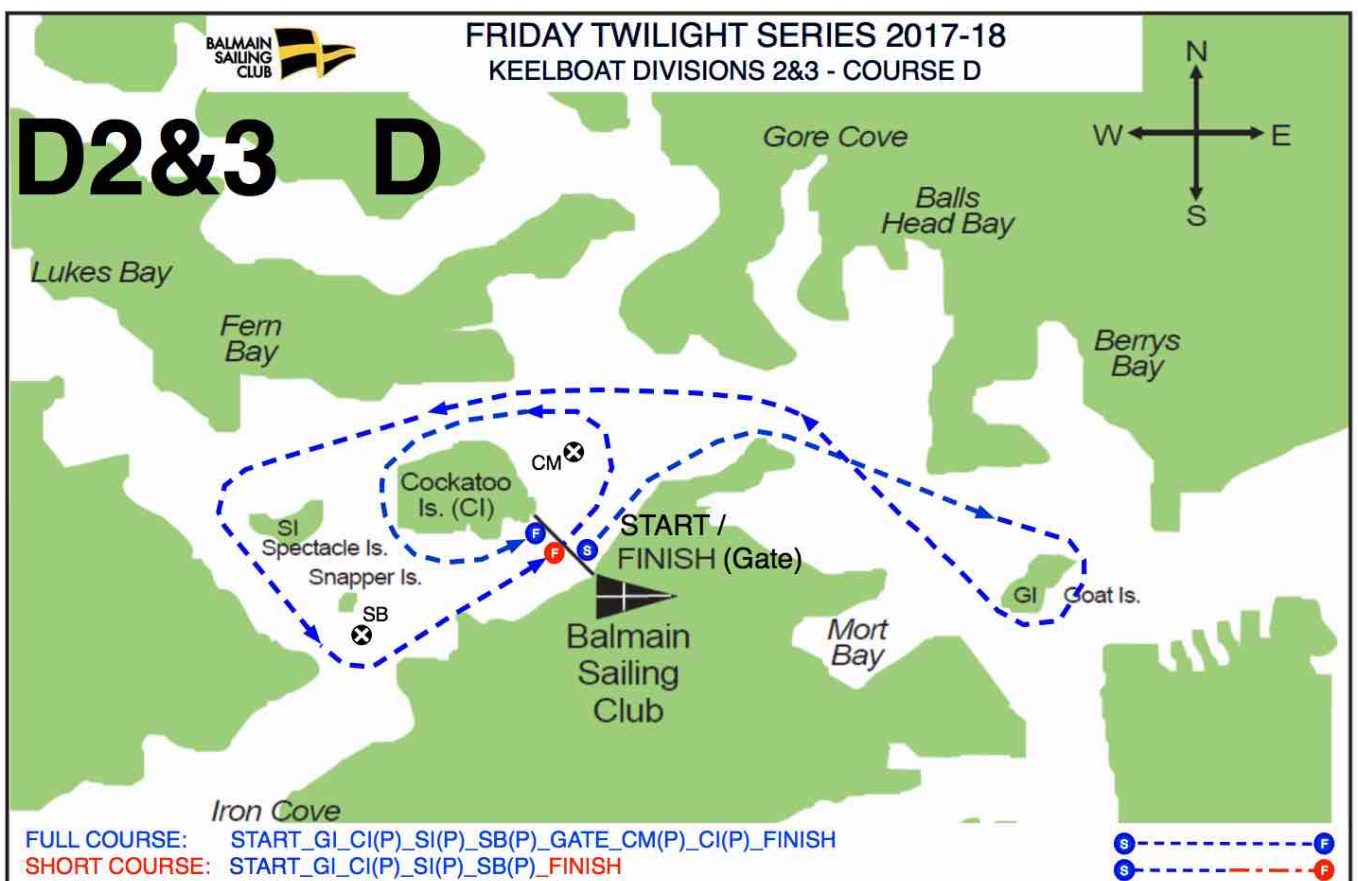 BALMAIN
SAILING
CLUB
FRIDAY TWILIGHT SERIES 2017-18
KEELBOAT DIVISIONS 2&3 - COURSE D
N
W E
S
D2&3 D
Gore Cove
Balls
Head Bay
Lukes Bay
Fern
Bay
Berrys
Bay
CM
Cockatoo
Is. (CI)
SI
Spectacle Is.
Snapper Is.
SB
F
F
S
START /
FINISH (Gate)
GI Goat Is.
Balmain
Sailing
Club
Mort
Bay
Iron Cove
FULL COURSE: START_GI_CI(P)_SI(P)_SB(P)_GATE_CM(P)_CI(P)_FINISH
S F
SHORT COURSE: START_GI_CI(P)_SI(P)_SB(P)_FINISH
S F